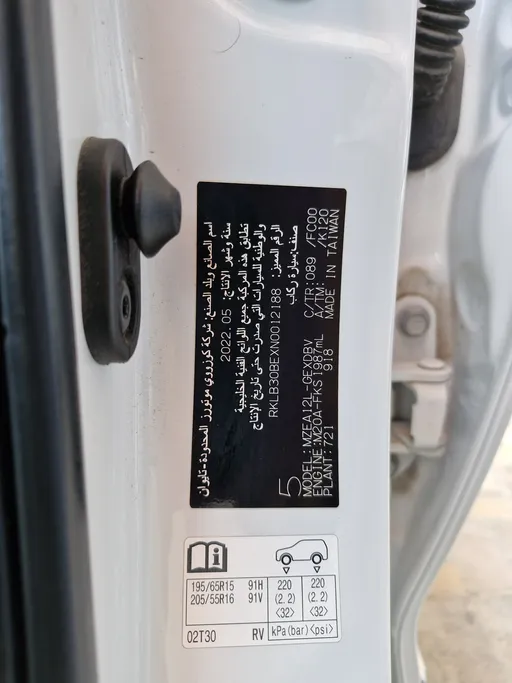 اسم الصانع وبلد الصنع: شركة كوزروي موتورز المحدودة-تايوان
سنة وشهر الإنتاج: 2022.05
تطابق هذه المركبة جميع اللوائح الفنية الخليجية
والوطنية للسيارات التي صدرت حتى تاريخ الإنتاج
الرقم المميز: RKLB30BEXN0012188
صنف: سيارة ركاب
5
MODEL:MZEA12L-GEXDBV C/TR:089 /FC00
ENGINE:M20A-FKS 1987mL A/TM: /K120
PLANT:721 918 MADE IN TAIWAN
195/65R15 91H 220 220
205/55R16 91V (2.2) (2.2)
<32> <32>
02T30 RV kPa(bar)<psi>